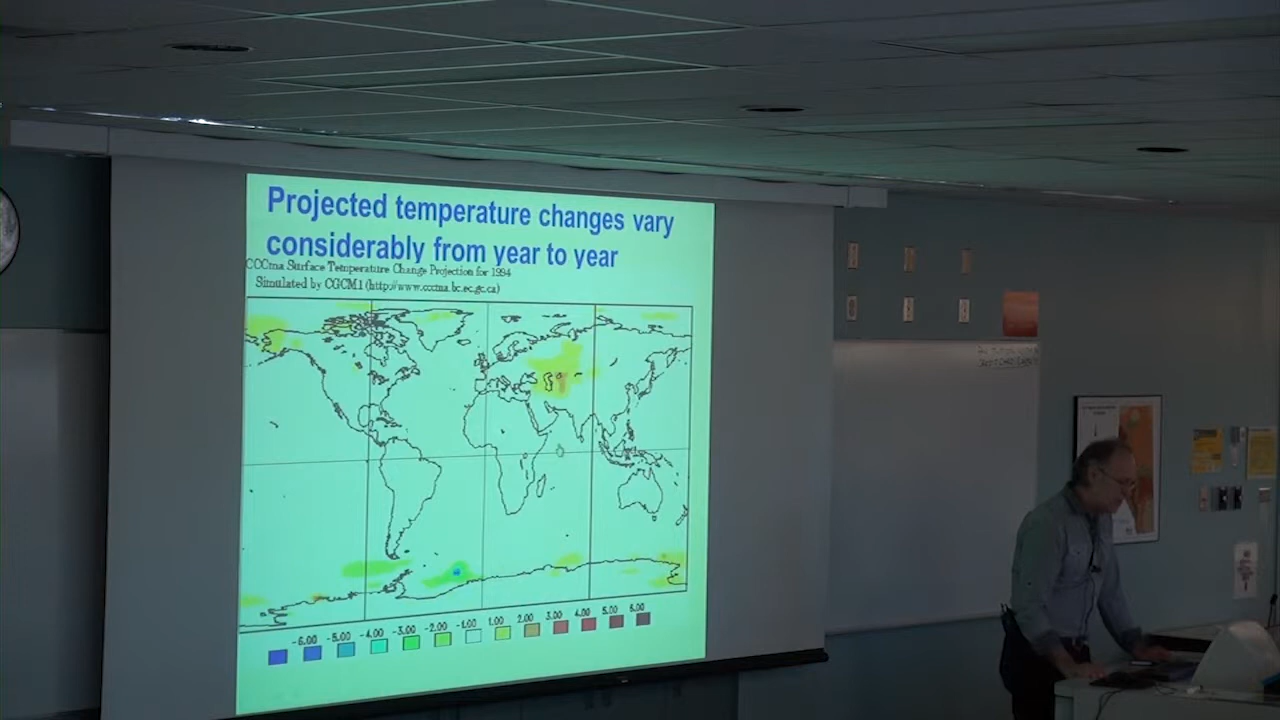 Projected temperature changes vary
considerably from year to year
CCCma Surface Temperature Change Projection for 1994
Simulated by CGCM1 (http://www.cccma.bc.ec.gc.ca)
-6.00 -5.00 -4.00 -3.00 -2.00 -1.00 1.00 2.00 3.00 4.00 5.00 6.00